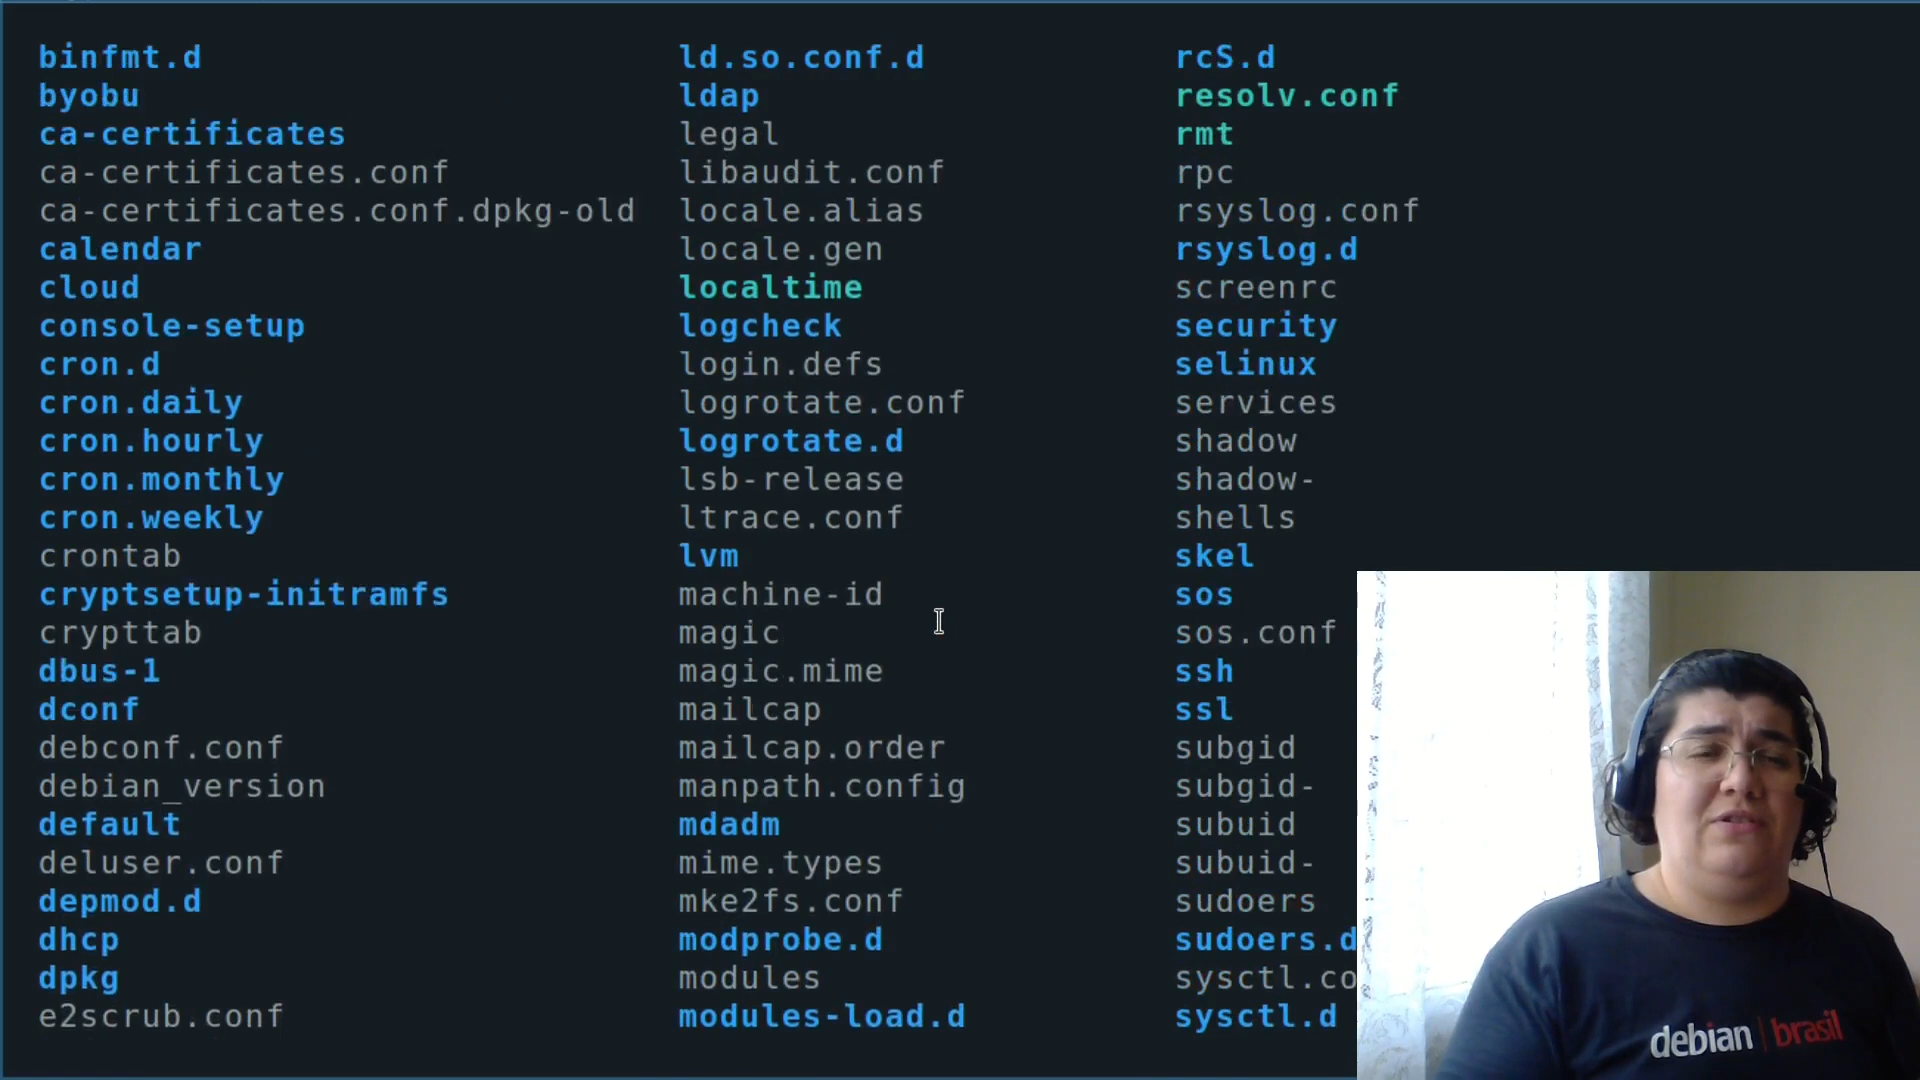 binfmt.d ld.so.conf.d rcS.d
byobu ldap resolv.conf
ca-certificates legal rmt
ca-certificates.conf libaudit.conf rpc
ca-certificates.conf.dpkg-old locale.alias rsyslog.conf
calendar locale.gen rsyslog.d
cloud localtime screenrc
console-setup logcheck security
cron.d login.defs selinux
cron.daily logrotate.conf services
cron.hourly logrotate.d shadow
cron.monthly lsb-release shadow-
cron.weekly ltrace.conf shells
crontab lvm skel
cryptsetup-initramfs machine-id sos
crypttab magic sos.conf
dbus-1 magic.mime ssh
dconf mailcap ssl
debconf.conf mailcap.order subgid
debian_version manpath.config subgid-
default mdadm subuid
deluser.conf mime.types subuid-
depmod.d mke2fs.conf sudoers
dhcp modprobe.d sudoers.d
dpkg modules sysctl.co
e2scrub.conf modules-load.d sysctl.d
debian | brasil